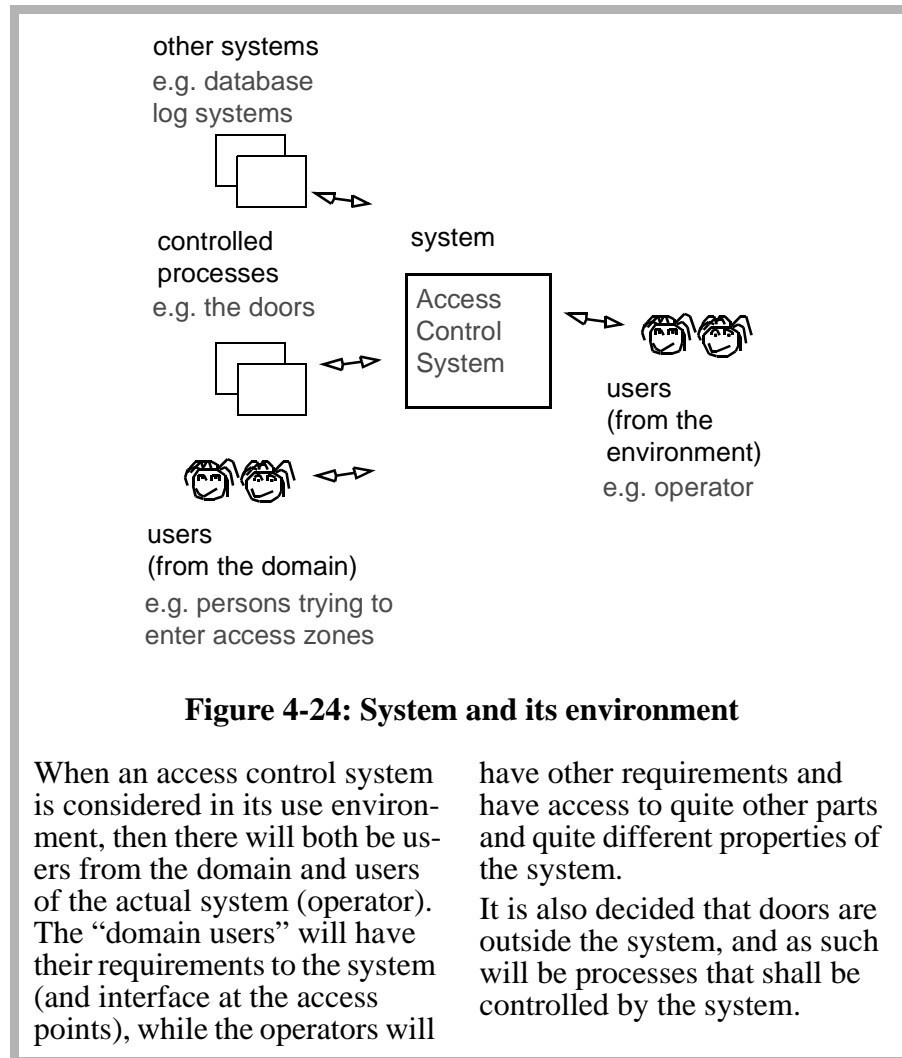 other systems
e.g. database
log systems
controlled
processes
e.g. the doors
system
Access
Control
System
users
(from the
environment)
e.g. operator
users
(from the domain)
e.g. persons trying to
enter access zones
Figure 4-24: System and its environment
When an access control system
is considered in its use environ-
ment, then there will both be us-
ers from the domain and users
of the actual system (operator).
The “domain users” will have
their requirements to the system
(and interface at the access
points), while the operators will
have other requirements and
have access to quite other parts
and quite different properties of
the system.
It is also decided that doors are
outside the system, and as such
will be processes that shall be
controlled by the system.